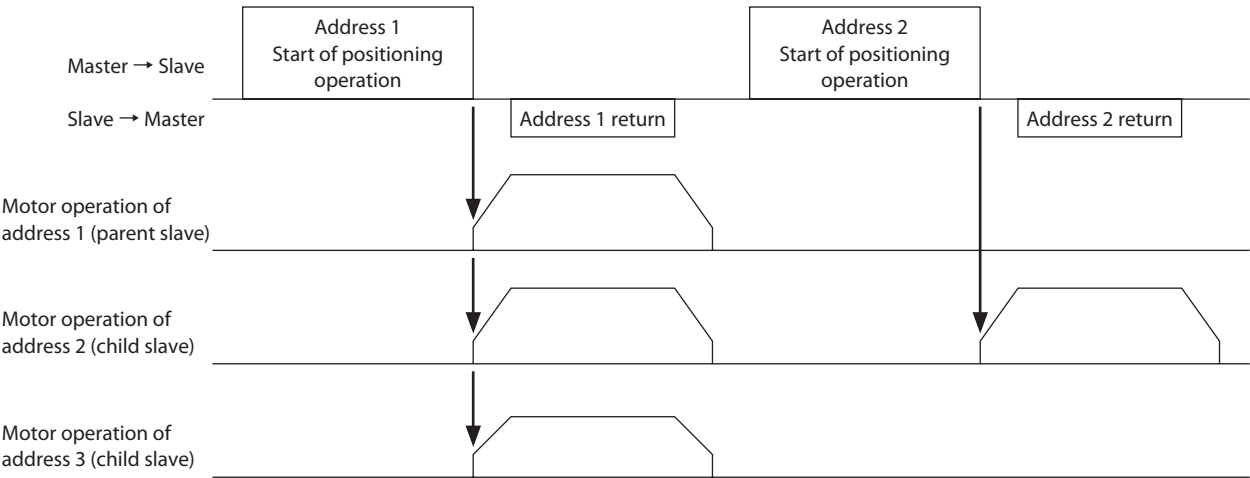 Address 1
Start of positioning
operation
Address 2
Start of positioning
operation
Master → Slave
Slave → Master
Address 1 return
Address 2 return
Motor operation of
address 1 (parent slave)
Motor operation of
address 2 (child slave)
Motor operation of
address 3 (child slave)